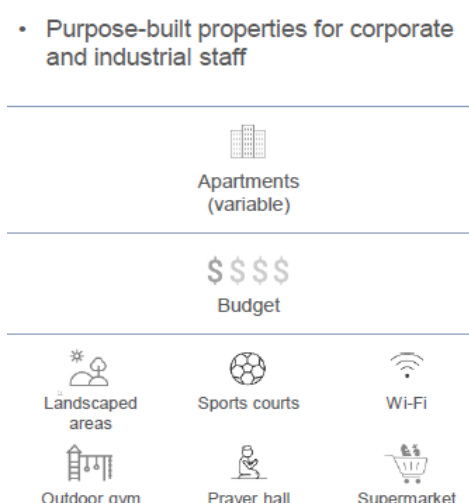 • Purpose-built properties for corporate
and industrial staff
Apartments
(variable)
$$$$
Budget
Landscaped
areas
Sports courts
Wi-Fi
Outdoor gym
Prayer hall
Supermarket